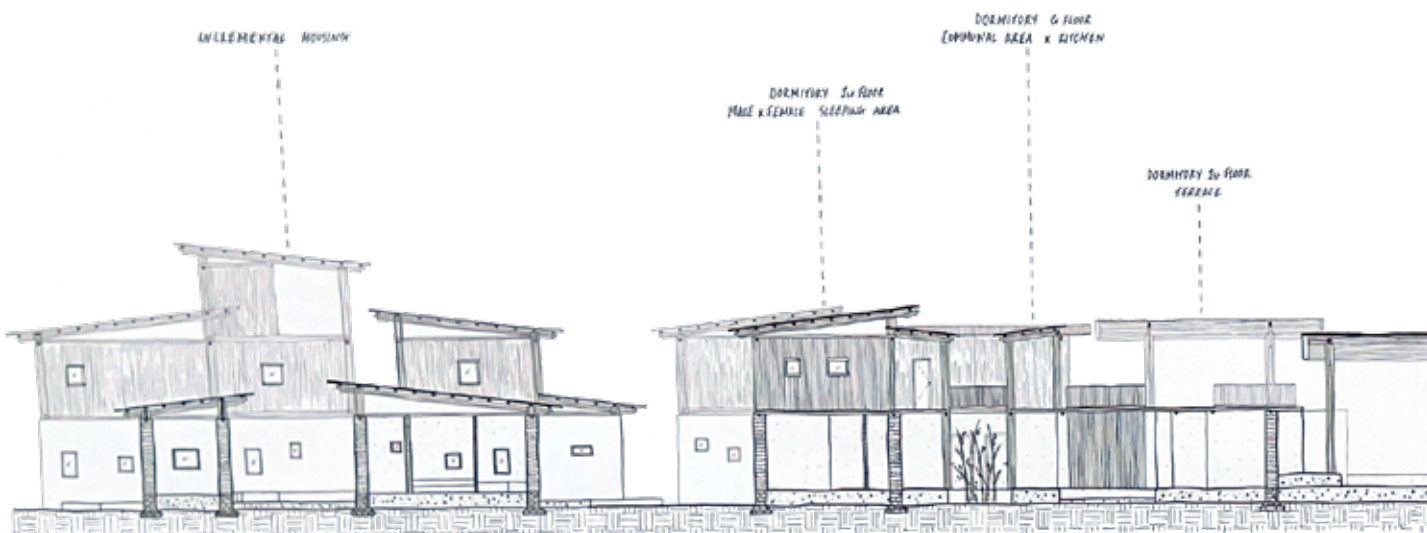 INCREMENTAL HOUSING
DORMITORY 1st FLOOR
MALE & FEMALE SLEEPING AREA
DORMITORY G FLOOR
COMMUNAL AREA & KITCHEN
DORMITORY 1st FLOOR
TERRACE